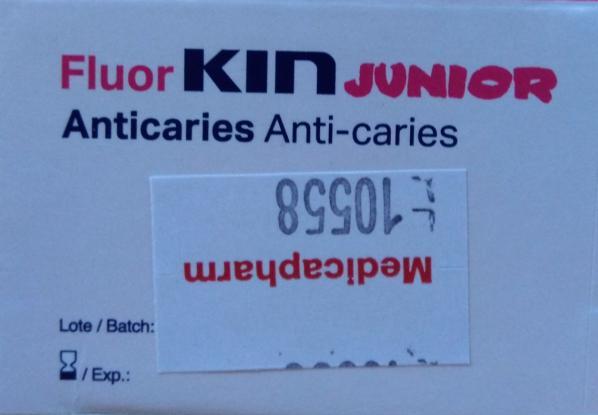 Fluor KIN JUNIOR
Anticaries Anti-caries
10558
Medicapharm
Lote / Batch:
/ Exp.: